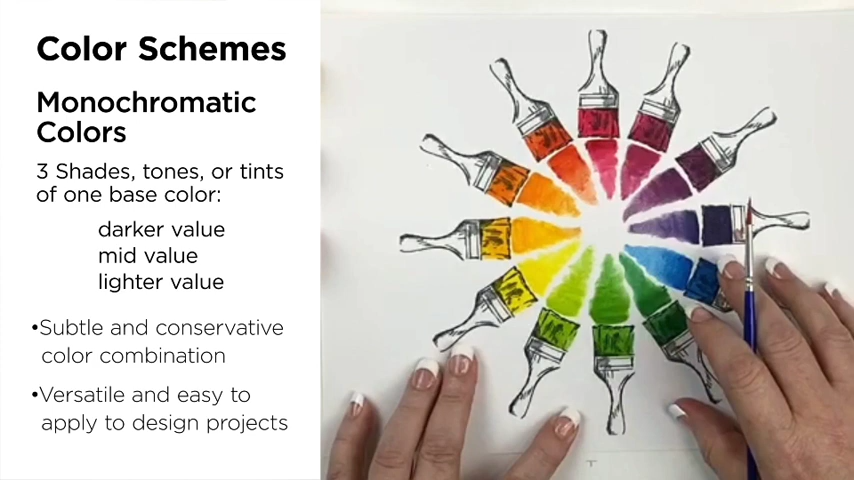 Color Schemes
Monochromatic
Colors
3 Shades, tones, or tints
of one base color:
darker value
mid value
lighter value
•Subtle and conservative
color combination
•Versatile and easy to
apply to design projects